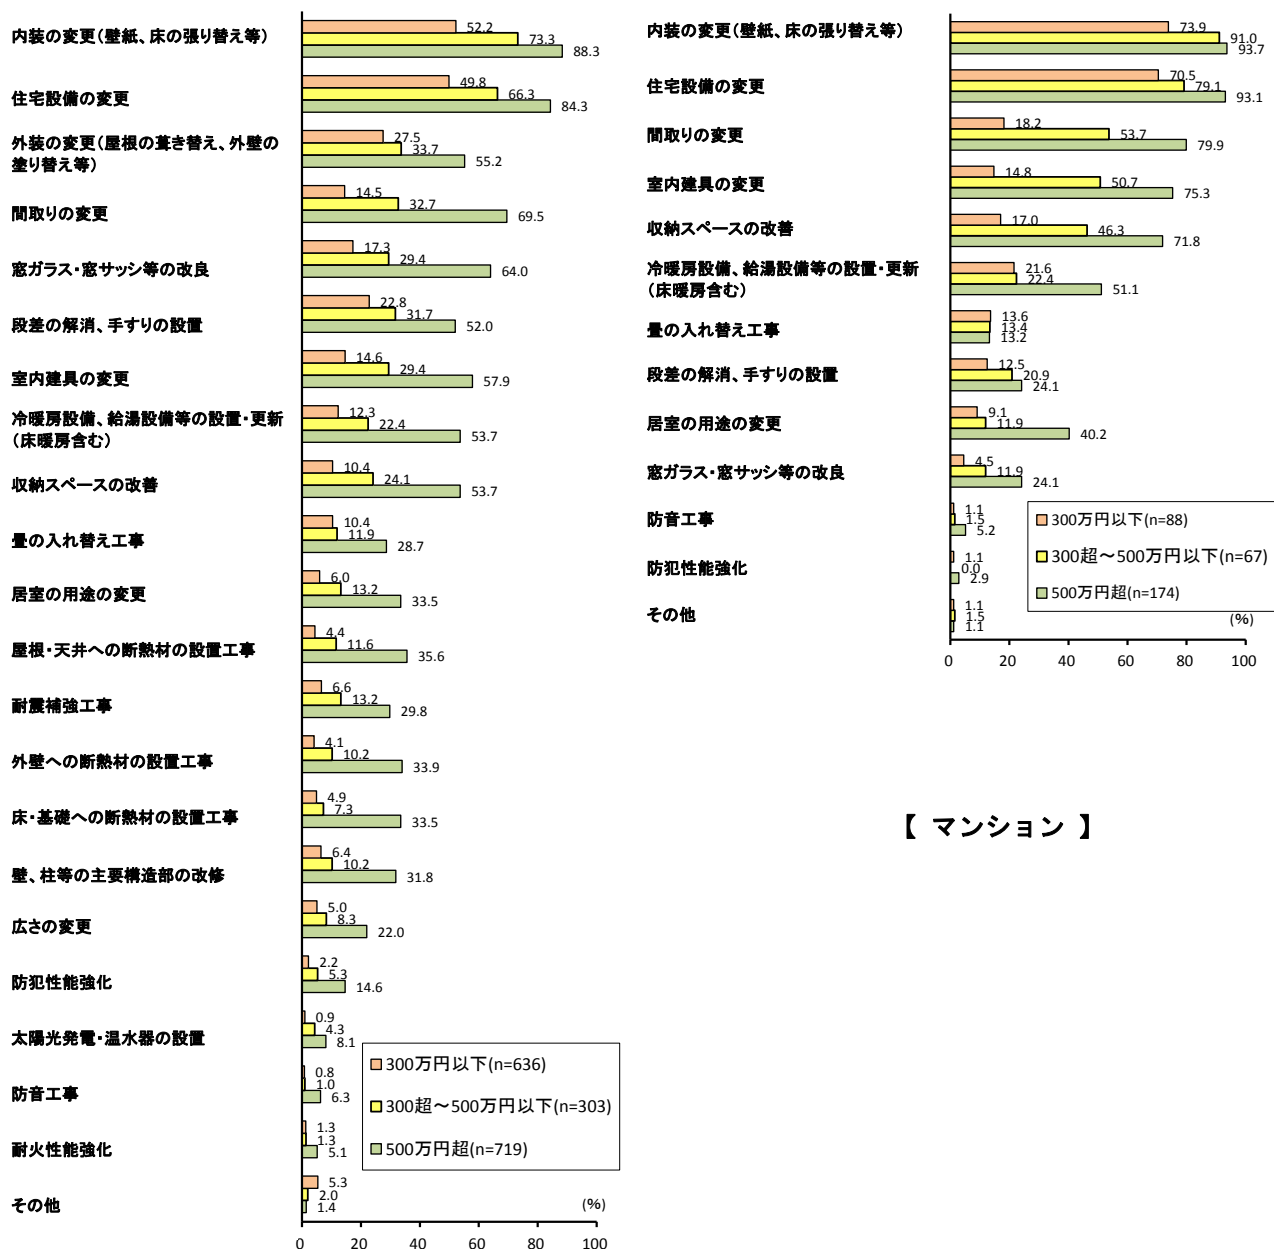 内装の変更(壁紙、床の張り替え等)
52.2
73.3
88.3
住宅設備の変更
49.8
66.3
84.3
外装の変更(屋根の葺き替え、外壁の
塗り替え等)
27.5
33.7
55.2
間取りの変更
14.5
32.7
69.5
窓ガラス・窓サッシ等の改良
17.3
29.4
64.0
段差の解消、手すりの設置
22.8
31.7
52.0
室内建具の変更
14.6
29.4
57.9
冷暖房設備、給湯設備等の設置・更新
(床暖房含む)
12.3
22.4
53.7
収納スペースの改善
10.4
24.1
53.7
畳の入れ替え工事
10.4
11.9
28.7
居室の用途の変更
6.0
13.2
33.5
屋根・天井への断熱材の設置工事
4.4
11.6
35.6
耐震補強工事
6.6
13.2
29.8
外壁への断熱材の設置工事
4.1
10.2
33.9
床・基礎への断熱材の設置工事
4.9
7.3
33.5
壁、柱等の主要構造部の改修
6.4
10.2
31.8
広さの変更
5.0
8.3
22.0
防犯性能強化
2.2
5.3
14.6
太陽光発電・温水器の設置
0.9
4.3
8.1
防音工事
0.8
1.0
6.3
耐火性能強化
1.3
1.3
5.1
その他
5.3
2.0
1.4
300万円以下(n=636)
300超～500万円以下(n=303)
500万円超(n=719)
(%)
0 20 40 60 80 100
内装の変更(壁紙、床の張り替え等)
73.9
91.0
93.7
住宅設備の変更
70.5
79.1
93.1
間取りの変更
18.2
53.7
79.9
室内建具の変更
14.8
50.7
75.3
収納スペースの改善
17.0
46.3
71.8
冷暖房設備、給湯設備等の設置・更新
(床暖房含む)
21.6
22.4
51.1
畳の入れ替え工事
13.6
13.4
13.2
段差の解消、手すりの設置
12.5
20.9
24.1
居室の用途の変更
9.1
11.9
40.2
窓ガラス・窓サッシ等の改良
4.5
11.9
24.1
防音工事
1.1
1.5
5.2
防犯性能強化
1.1
0.0
2.9
その他
1.1
1.5
1.1
300万円以下(n=88)
300超～500万円以下(n=67)
500万円超(n=174)
(%)
0 20 40 60 80 100
【 マンション 】